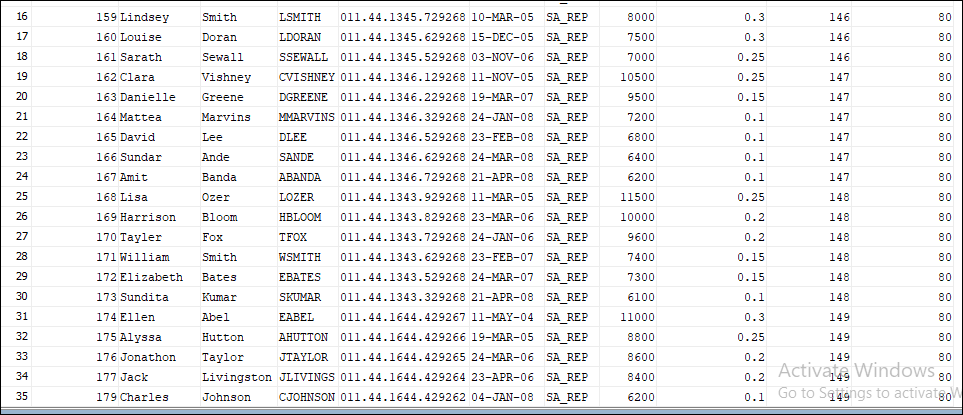 16 159 Lindsey Smith LSMITH 011.44.1345.729268 10-MAR-05 SA_REP 8000 0.3 146 80
17 160 Louise Doran LDORAN 011.44.1345.629268 15-DEC-05 SA_REP 7500 0.3 146 80
18 161 Sarath Sewall SSEWALL 011.44.1345.529268 03-NOV-06 SA_REP 7000 0.25 146 80
19 162 Clara Vishney CVISHNEY 011.44.1346.129268 11-NOV-05 SA_REP 10500 0.25 147 80
20 163 Danielle Greene DGREENE 011.44.1346.229268 19-MAR-07 SA_REP 9500 0.15 147 80
21 164 Mattea Marvins MMARVINS 011.44.1346.329268 24-JAN-08 SA_REP 7200 0.1 147 80
22 165 David Lee DLEE 011.44.1346.529268 23-FEB-08 SA_REP 6800 0.1 147 80
23 166 Sundar Ande SANDE 011.44.1346.629268 24-MAR-08 SA_REP 6400 0.1 147 80
24 167 Amit Banda ABANDA 011.44.1346.729268 21-APR-08 SA_REP 6200 0.1 147 80
25 168 Lisa Ozer LOZER 011.44.1343.929268 11-MAR-05 SA_REP 11500 0.25 148 80
26 169 Harrison Bloom HBLOOM 011.44.1343.829268 23-MAR-06 SA_REP 10000 0.2 148 80
27 170 Tayler Fox TFOX 011.44.1343.729268 24-JAN-06 SA_REP 9600 0.2 148 80
28 171 William Smith WSMITH 011.44.1343.629268 23-FEB-07 SA_REP 7400 0.15 148 80
29 172 Elizabeth Bates EBATES 011.44.1343.529268 24-MAR-07 SA_REP 7300 0.15 148 80
30 173 Sundita Kumar SKUMAR 011.44.1343.329268 21-APR-08 SA_REP 6100 0.1 148 80
31 174 Ellen Abel EABEL 011.44.1644.429267 11-MAY-04 SA_REP 11000 0.3 149 80
32 175 Alyssa Hutton AHUTTON 011.44.1644.429266 19-MAR-05 SA_REP 8800 0.25 149 80
33 176 Jonathon Taylor JTAYLOR 011.44.1644.429265 24-MAR-06 SA_REP 8600 0.2 149 80
34 177 Jack Livingston JLIVINGS 011.44.1644.429264 23-APR-06 SA_REP 8400 0.2 149 80
35 179 Charles Johnson CJOHNSON 011.44.1644.429262 04-JAN-08 SA_REP 6200 0.1 149 80
Activate Windows
Go to Settings to activate W